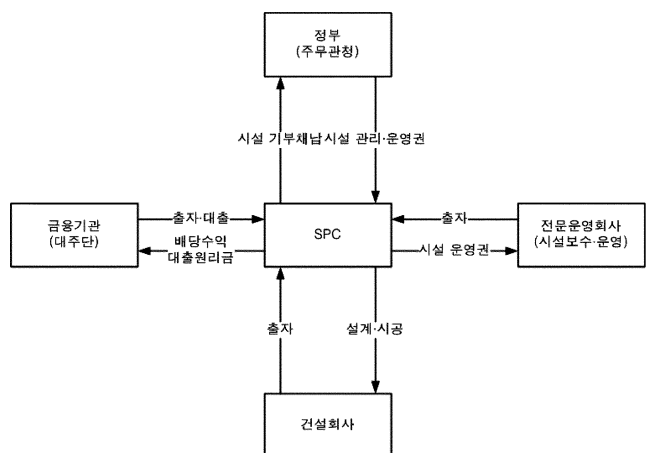 정부
(주무관청)
시설 기부채납
시설 관리·운영권
금융기관
(대주단)
출자·대출
배당수익
대출원리금
SPC
출자
시설 운영권
전문운영회사
(시설보수·운영)
출자
설계·시공
건설회사